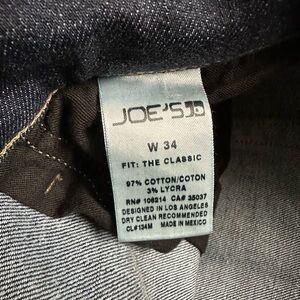 JOE'S
W 34
FIT: THE CLASSIC
97% COTTON/COTON
3% LYCRA
RN# 106214 CA# 35037
DESIGNED IN LOS ANGELES
DRY CLEAN RECOMMENDED
CL#134M MADE IN MEXICO